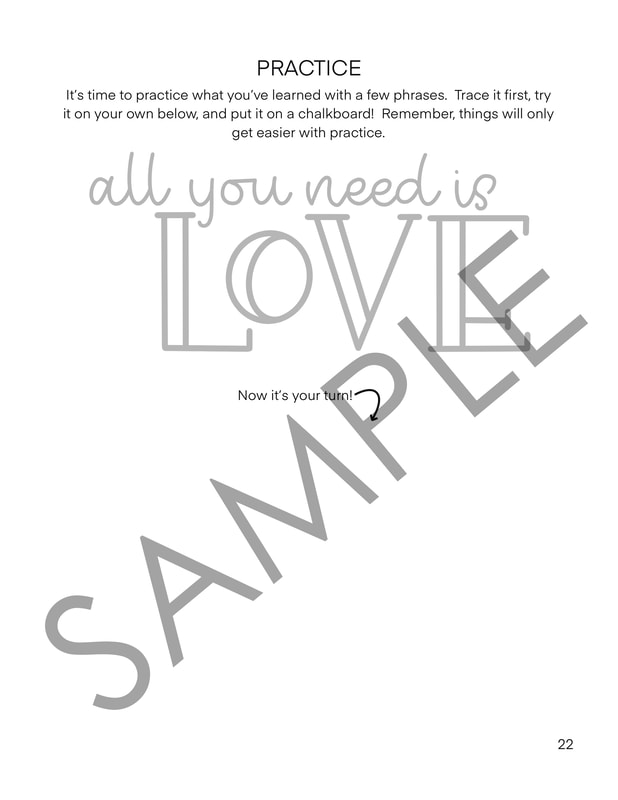 PRACTICE
It's time to practice what you've learned with a few phrases.  Trace it first, try
it on your own below, and put it on a chalkboard!  Remember, things will only
get easier with practice.
all you need is
LOVE
Now it's your turn!
SAMPLE
22